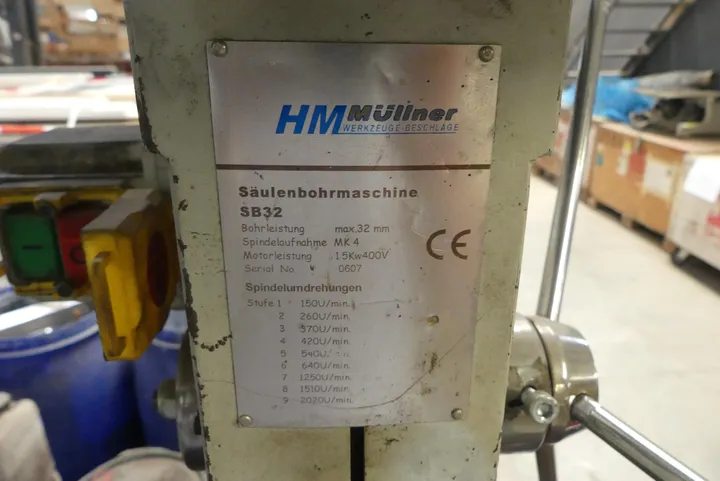 HM Müllner
WERKZEUGE-BESCHLÄGE
Säulenbohrmaschine
SB32
Bohrleistung max.32 mm
Spindelaufnahme MK 4
Motorleistung 1.5Kw400V
Serial No 0607
CE
Spindelumdrehungen
Stufe 1 150U/min.
2 260U/min.
3 370U/min.
4 420U/min.
5 540U/min.
6 640U/min.
7 1250U/min.
8 1510U/min.
9 2020U/min.